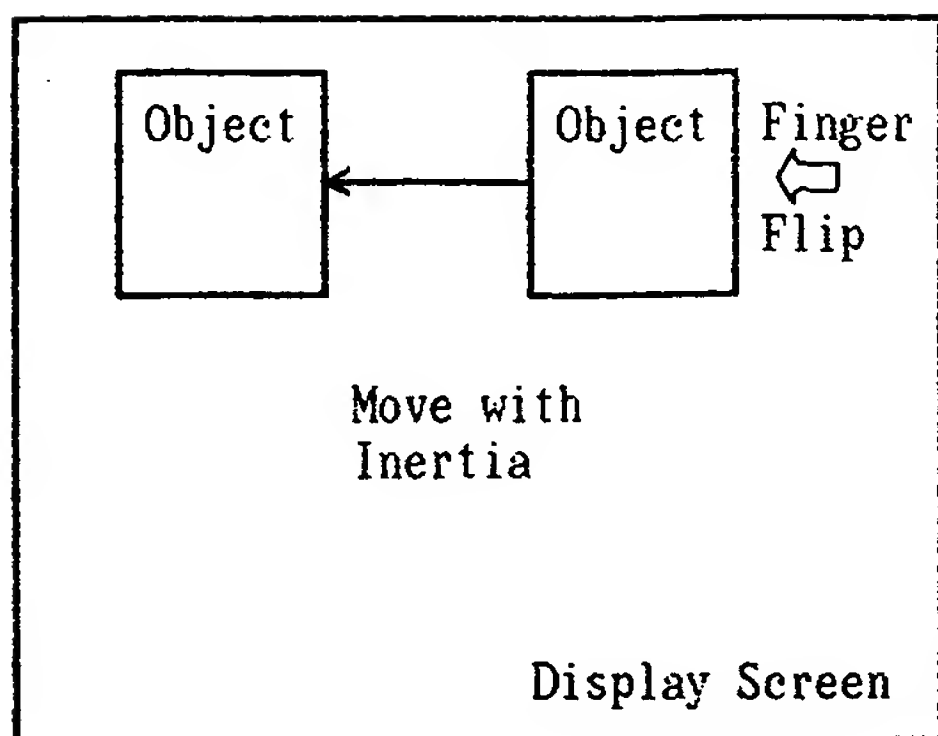 Object
Object
Finger
Flip
Move with
Inertia
Display Screen